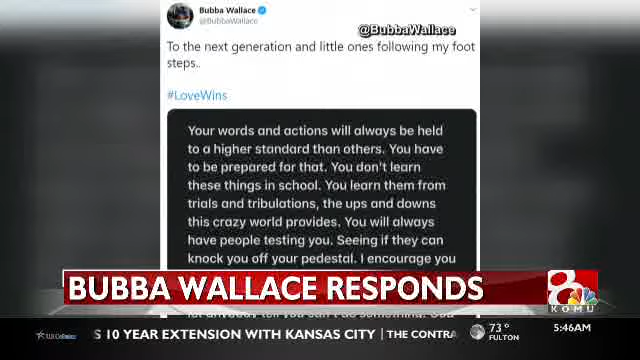 Bubba Wallace
@BubbaWallace
@BubbaWallace
To the next generation and little ones following my foot
steps..
#LoveWins
Your words and actions will always be held
to a higher standard than others. You have
to be prepared for that. You don't learn
these things in school. You learn them from
trials and tribulations, the ups and downs
this crazy world provides. You will always
have people testing you. Seeing if they can
knock you off your pedestal. I encourage you
BUBBA WALLACE RESPONDS
8
KOMU
S 10 YEAR EXTENSION WITH KANSAS CITY | THE CONTRA
73°
FULTON
5:46AM